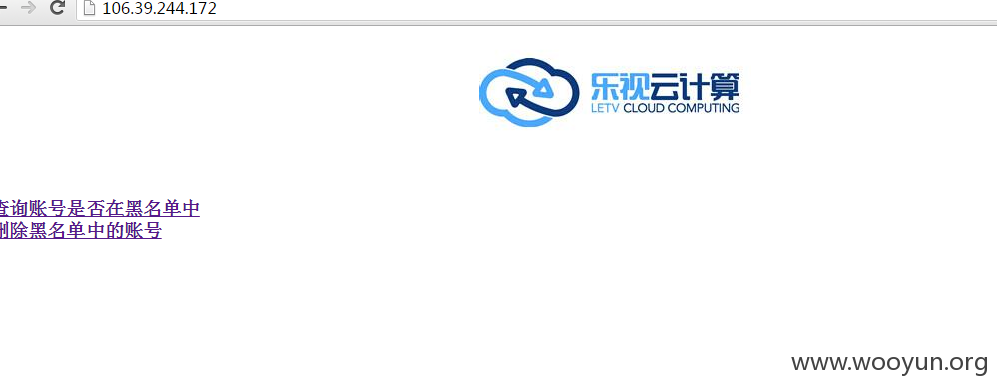 106.39.244.172
乐视云计算
LETV CLOUD COMPUTING
查询账号是否在黑名单中
删除黑名单中的账号
www.wooyun.org